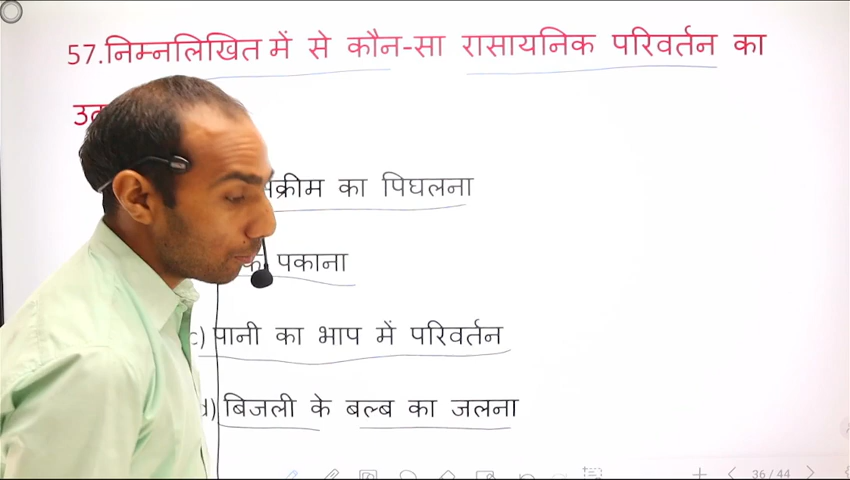 57.निम्नलिखित में से कौन-सा रासायनिक परिवर्तन का
का पिघलना
पकाना
c) पानी का भाप में परिवर्तन
d) बिजली के बल्ब का जलना
36/44